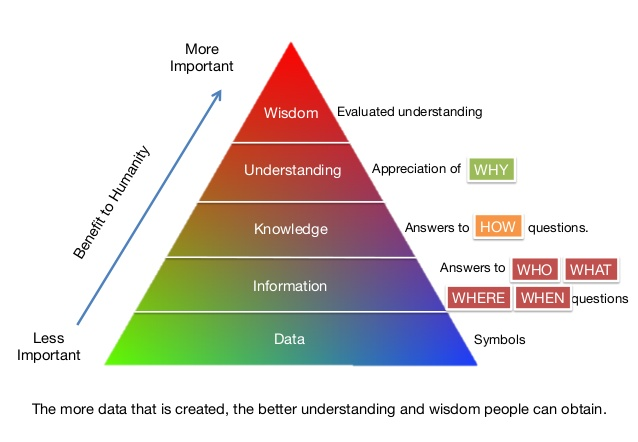 More
Important
Wisdom Evaluated understanding
Understanding Appreciation of WHY
Benefit to Humanity
Knowledge Answers to HOW questions.
Information Answers to WHO WHAT
WHERE WHEN questions
Less
Important
Data Symbols
The more data that is created, the better understanding and wisdom people can obtain.